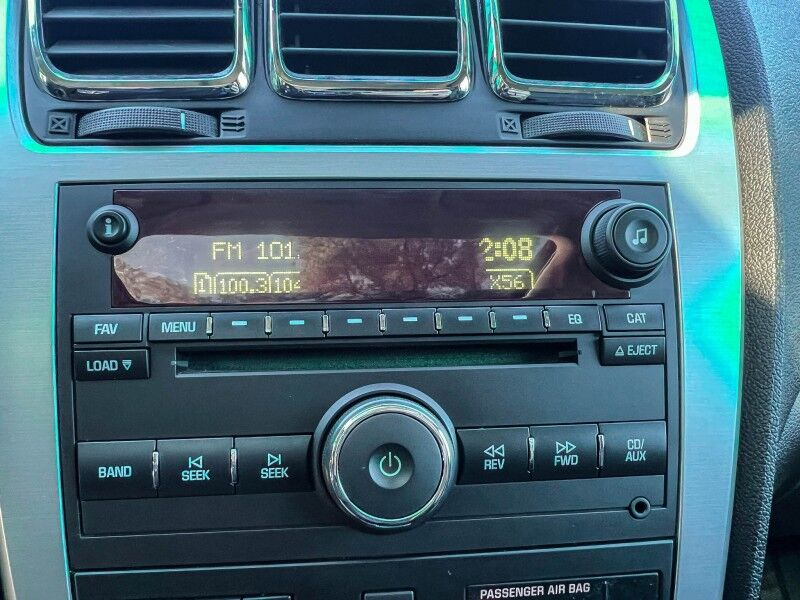 FM 101. 2:08
1 100.3 104 X56
FAV MENU EQ CAT
LOAD EJECT
BAND SEEK SEEK REV FWD CD/
AUX
PASSENGER AIR BAG